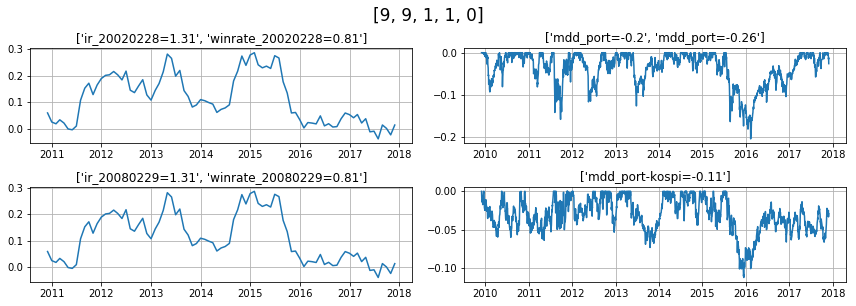 [9, 9, 1, 1, 0]
['ir_20020228=1.31', 'winrate_20020228=0.81']
0.3
0.2
0.1
0.0
2011 2012 2013 2014 2015 2016 2017 2018
['mdd_port=-0.2', 'mdd_port=-0.26']
0.0
−0.1
−0.2
2010 2011 2012 2013 2014 2015 2016 2017 2018
['ir_20080229=1.31', 'winrate_20080229=0.81']
0.3
0.2
0.1
0.0
2011 2012 2013 2014 2015 2016 2017 2018
['mdd_port-kospi=-0.11']
0.00
−0.05
−0.10
2010 2011 2012 2013 2014 2015 2016 2017 2018